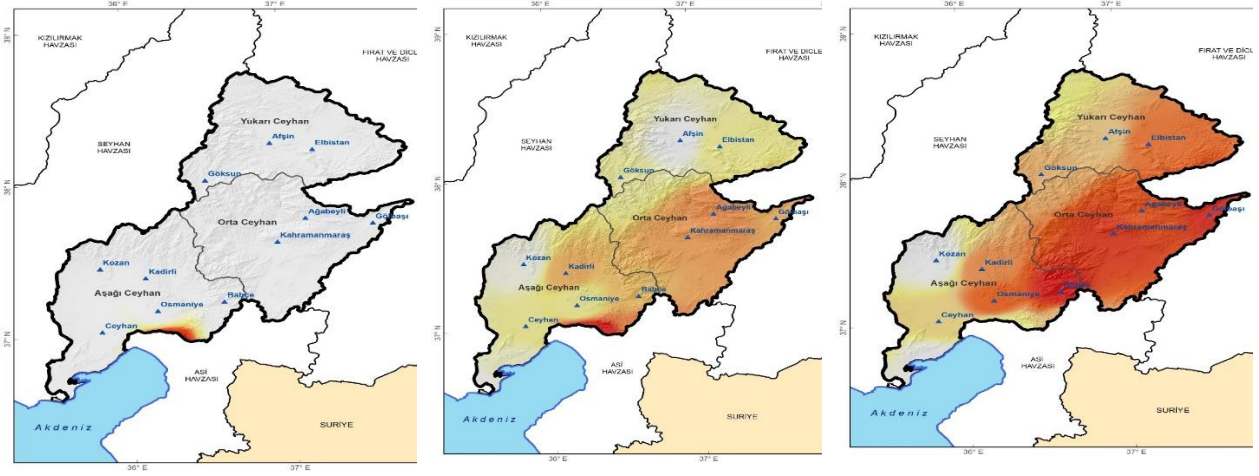 36° E
37° E
39° N
KIZILIRMAK
HAVZASI
FIRAT VE DİCLE
HAVZASI
Yukarı Ceyhan
Afşin
Elbistan
SEYHAN
HAVZASI
Göksun
38° N
Ağabeyli
Orta Ceyhan
Gölbaşı
Kahramanmaraş
Kozan
Kadirli
Aşağı Ceyhan
Bahçe
Osmaniye
Ceyhan
37° N
ASİ
HAVZASI
Akdeniz
SURİYE
36° E
37° E
36° E
37° E
39° N
KIZILIRMAK
HAVZASI
FIRAT VE DİCLE
HAVZASI
Yukarı Ceyhan
Afşin
Elbistan
SEYHAN
HAVZASI
Göksun
38° N
Ağabeyli
Orta Ceyhan
Gölbaşı
Kahramanmaraş
Kozan
Kadirli
Aşağı Ceyhan
Bahçe
Osmaniye
Ceyhan
37° N
ASİ
HAVZASI
Akdeniz
SURİYE
36° E
37° E
36° E
37° E
39° N
KIZILIRMAK
HAVZASI
FIRAT VE DİCLE
HAVZASI
Yukarı Ceyhan
Afşin
Elbistan
SEYHAN
HAVZASI
Göksun
38° N
Ağabeyli
Orta Ceyhan
Gölbaşı
Kahramanmaraş
Kozan
Kadirli
Aşağı Ceyhan
Bahçe
Osmaniye
Ceyhan
37° N
ASİ
HAVZASI
Akdeniz
SURİYE
36° E
37° E